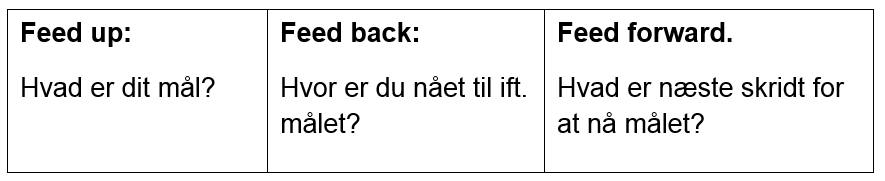 Feed up:
Hvad er dit mål?
Feed back:
Hvor er du nået til ift.
målet?
Feed forward.
Hvad er næste skridt for
at nå målet?